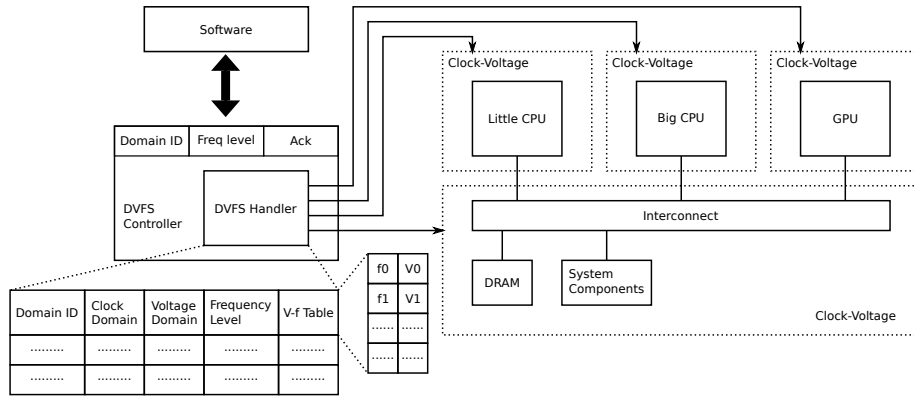 Software
Clock-Voltage
Clock-Voltage
Clock-Voltage
Little CPU
Big CPU
GPU
Domain ID
Freq level
Ack
DVFS
Controller
DVFS Handler
Interconnect
DRAM
System
Components
Clock-Voltage
f0
V0
f1
V1
......
......
......
......
Domain ID
Clock
Domain
Voltage
Domain
Frequency
Level
V-f Table
.........
.........
.........
.........
.........
.........
.........
.........
.........
.........